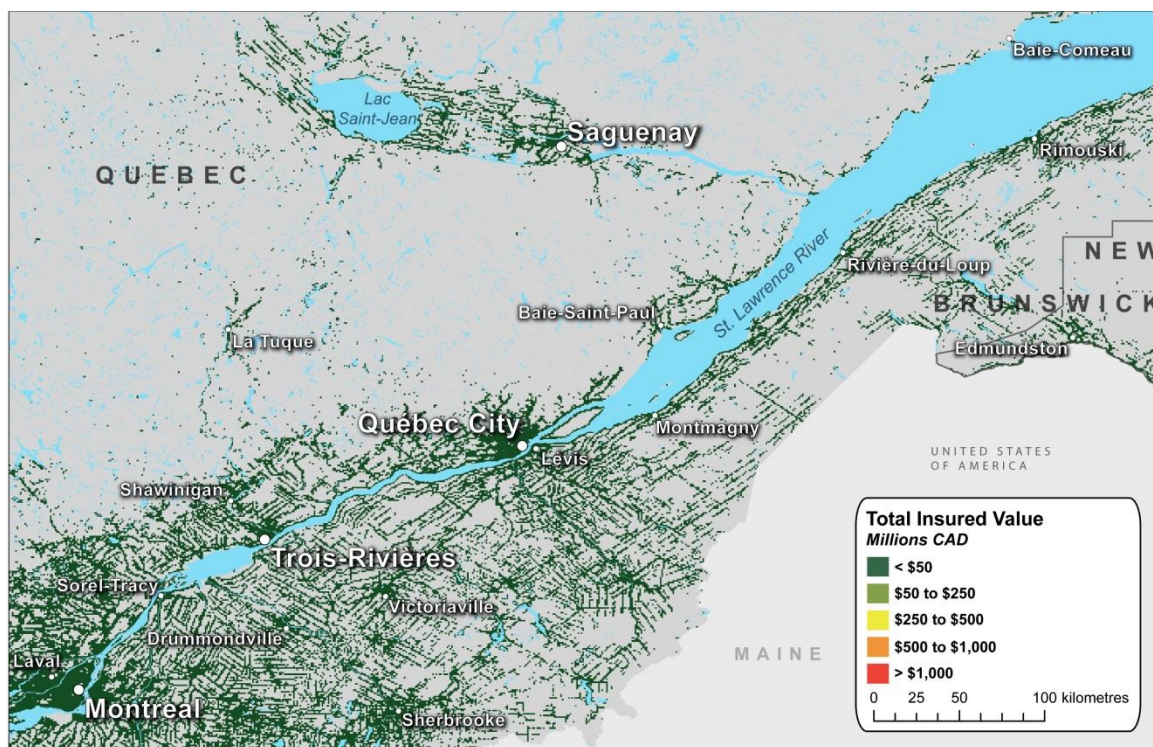 Baie-Comeau
Lac
Saint-Jean
Saguenay
Rimouski
QUEBEC
NEW
BRUNSWICK
Rivière-du-Loup
St. Lawrence River
Baie-Saint-Paul
La Tuque
Edmundston
Québec City
Montmagny
Lévis
UNITED STATES
OF AMERICA
Shawinigan
Trois-Rivières
Sorel-Tracy
Victoriaville
Drummondville
MAINE
Laval
Montreal
Sherbrooke
Total Insured Value
Millions CAD
< $50
$50 to $250
$250 to $500
$500 to $1,000
> $1,000
0 25 50 100 kilometres